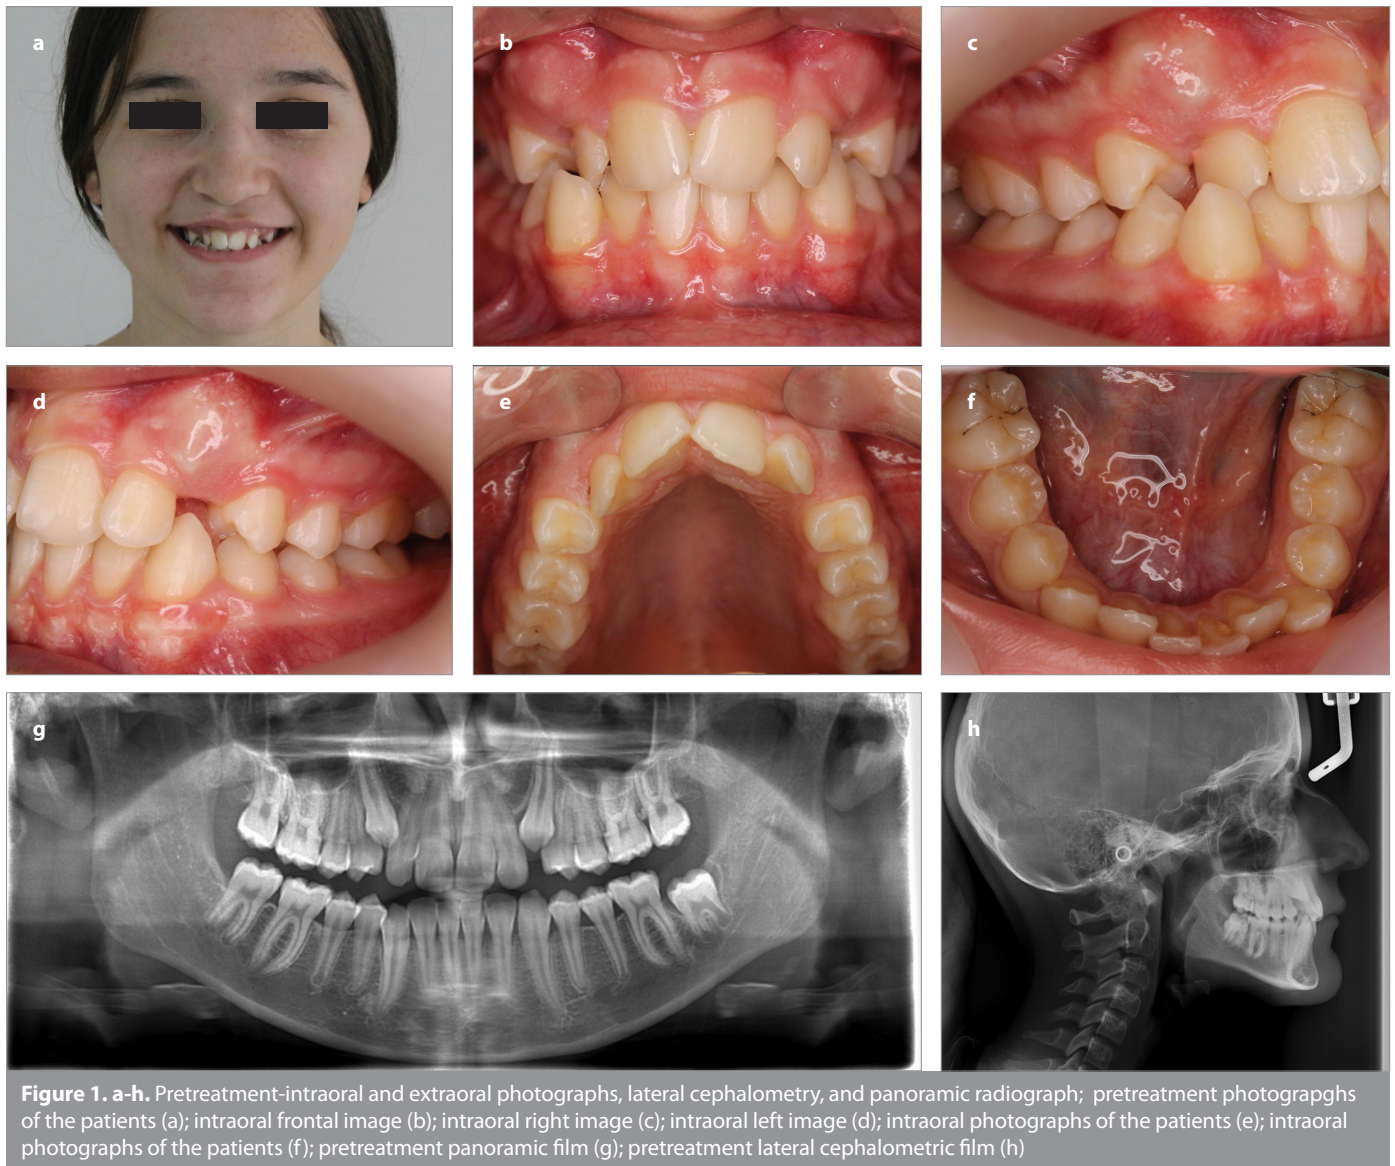 a
b
c
d
e
f
g
h
Figure 1. a-h. Pretreatment-intraoral and extraoral photographs, lateral cephalometry, and panoramic radiograph; pretreatment photograpghs
of the patients (a); intraoral frontal image (b); intraoral right image (c); intraoral left image (d); intraoral photographs of the patients (e); intraoral
photographs of the patients (f); pretreatment panoramic film (g); pretreatment lateral cephalometric film (h)